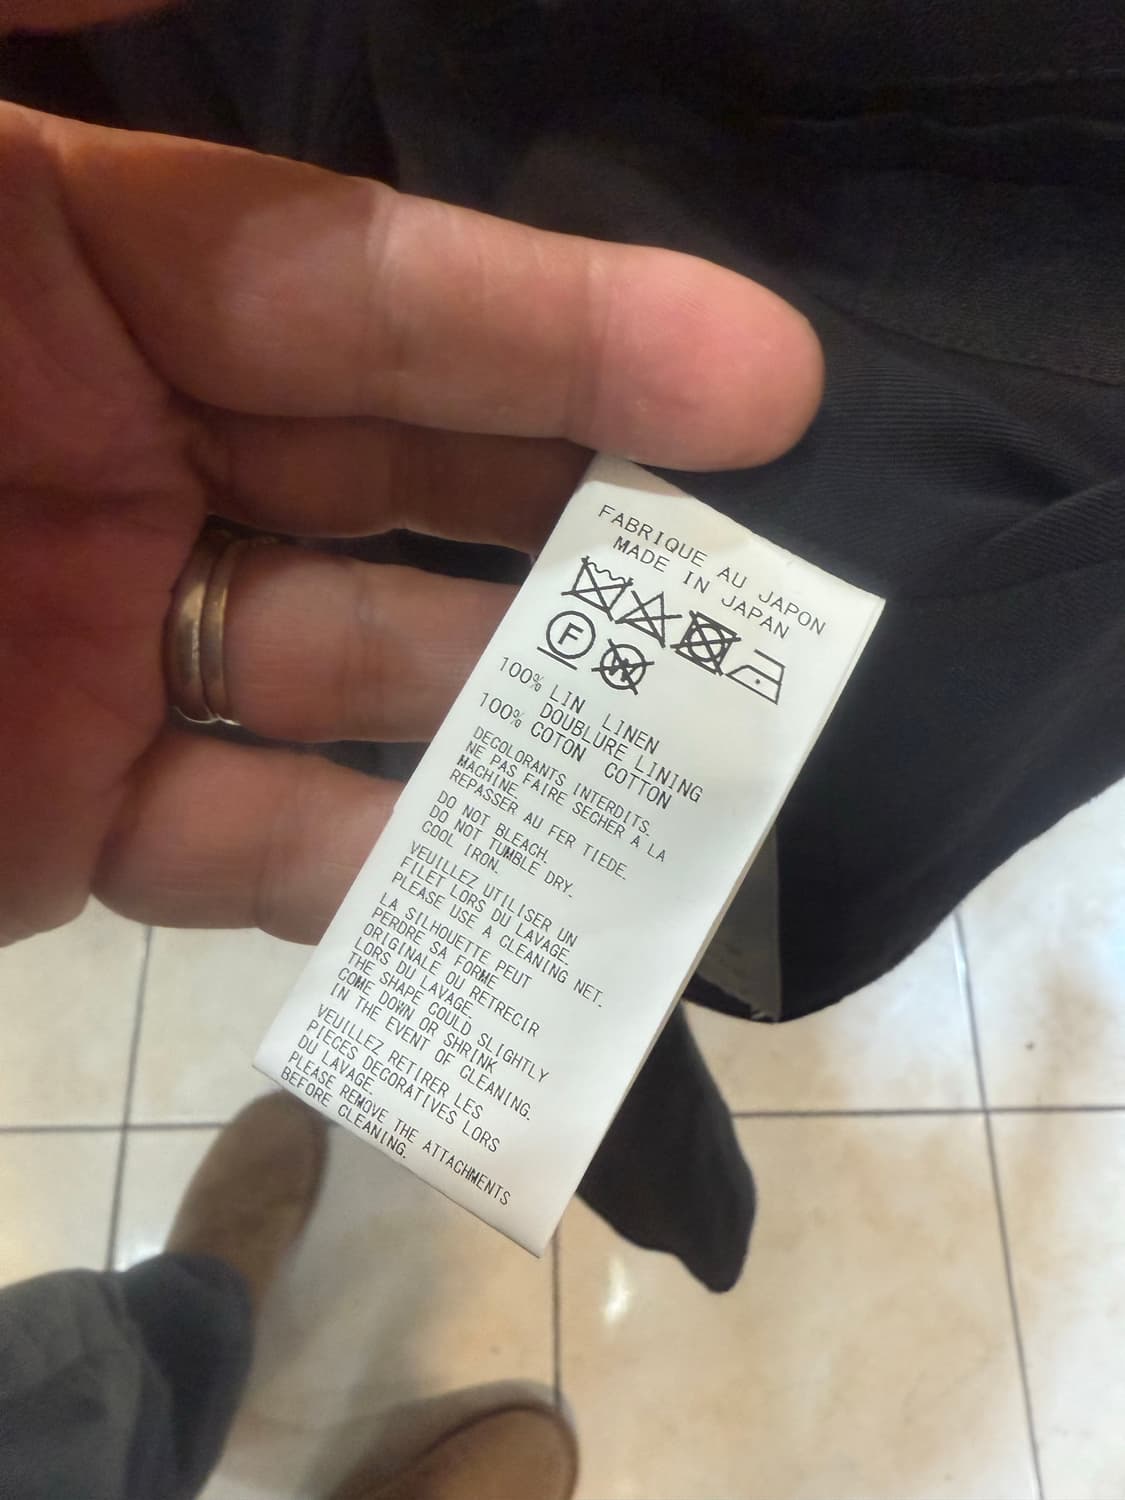 FABRIQUE AU JAPON
MADE IN JAPAN
F
W
100% LIN LINEN
DOUBLURE LINING
100% COTON COTTON
DECOLORANTS INTERDITS.
NE PAS FAIRE SECHER A LA
MACHINE.
REPASSER AU FER TIEDE.
DO NOT BLEACH.
DO NOT TUMBLE DRY.
COOL IRON.
VEUILLEZ UTILISER UN
FILET LORS DU LAVAGE.
PLEASE USE A CLEANING NET.
LA SILHOUETTE PEUT
PERDRE SA FORME
ORIGINALE OU RETRECIR
LORS DU LAVAGE.
THE SHAPE COULD SLIGHTLY
COME DOWN OR SHRINK
IN THE EVENT OF CLEANING.
VEUILLEZ RETIRER LES
PIECES DECORATIVES LORS
DU LAVAGE.
PLEASE REMOVE THE ATTACHMENTS
BEFORE CLEANING.